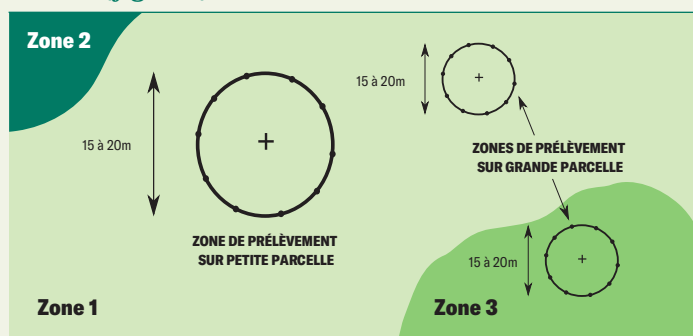 Zone 2
15 à 20m
15 à 20m
ZONES DE PRÉLÈVEMENT
SUR GRANDE PARCELLE
ZONE DE PRÉLÈVEMENT
SUR PETITE PARCELLE
15 à 20m
Zone 1
Zone 3